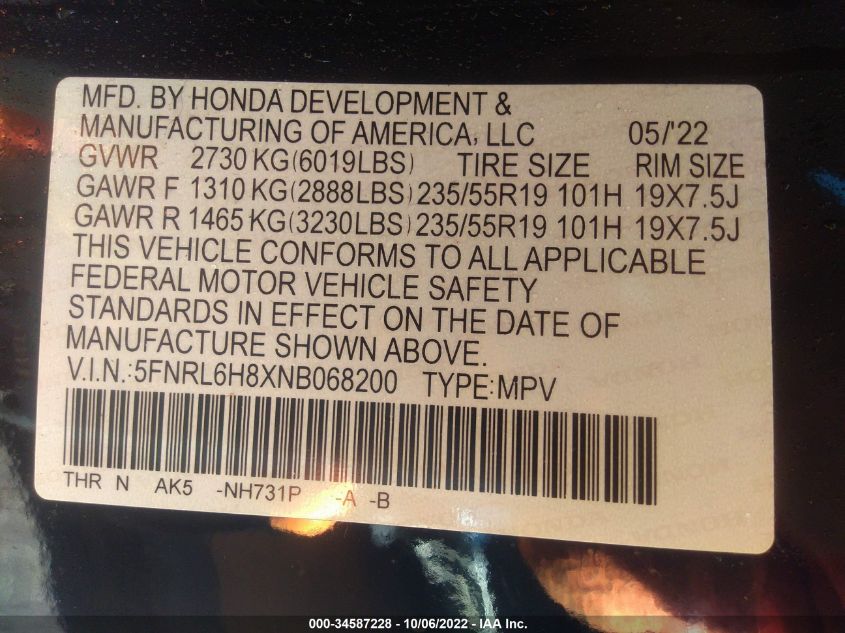 MFD. BY HONDA DEVELOPMENT &
MANUFACTURING OF AMERICA, LLC 05/'22
GVWR 2730 KG(6019LBS) TIRE SIZE RIM SIZE
GAWR F 1310 KG(2888LBS) 235/55R19 101H 19X7.5J
GAWR R 1465 KG(3230LBS) 235/55R19 101H 19X7.5J
THIS VEHICLE CONFORMS TO ALL APPLICABLE
FEDERAL MOTOR VEHICLE SAFETY
STANDARDS IN EFFECT ON THE DATE OF
MANUFACTURE SHOWN ABOVE.
V.I.N.:5FNRL6H8XNB068200 TYPE:MPV
THR N AK5 -NH731P -A -B
000-34587228 - 10/06/2022 - IAA Inc.